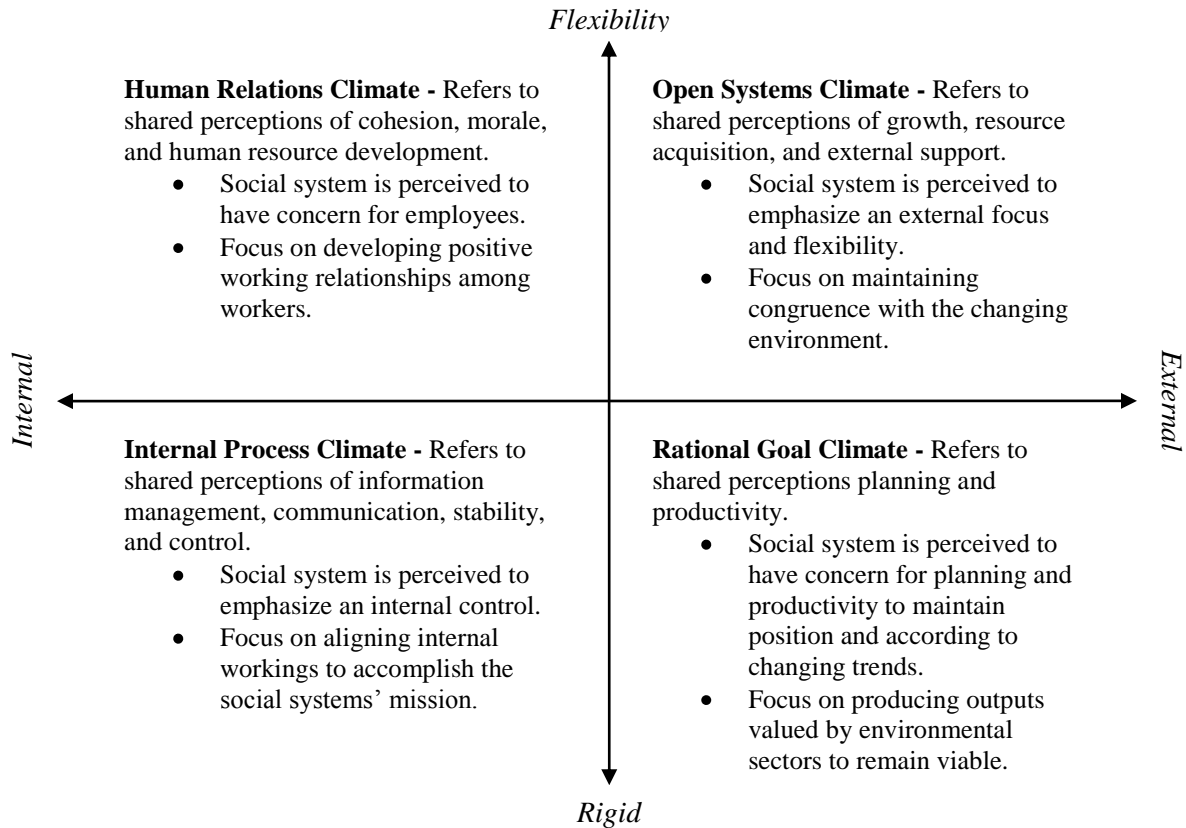 Flexibility
Human Relations Climate - Refers to
shared perceptions of cohesion, morale,
and human resource development.
• Social system is perceived to
have concern for employees.
• Focus on developing positive
working relationships among
workers.
Open Systems Climate - Refers to
shared perceptions of growth, resource
acquisition, and external support.
• Social system is perceived to
emphasize an external focus
and flexibility.
• Focus on maintaining
congruence with the changing
environment.
Internal
External
Internal Process Climate - Refers to
shared perceptions of information
management, communication, stability,
and control.
• Social system is perceived to
emphasize an internal control.
• Focus on aligning internal
workings to accomplish the
social systems’ mission.
Rational Goal Climate - Refers to
shared perceptions planning and
productivity.
• Social system is perceived to
have concern for planning and
productivity to maintain
position and according to
changing trends.
• Focus on producing outputs
valued by environmental
sectors to remain viable.
Rigid